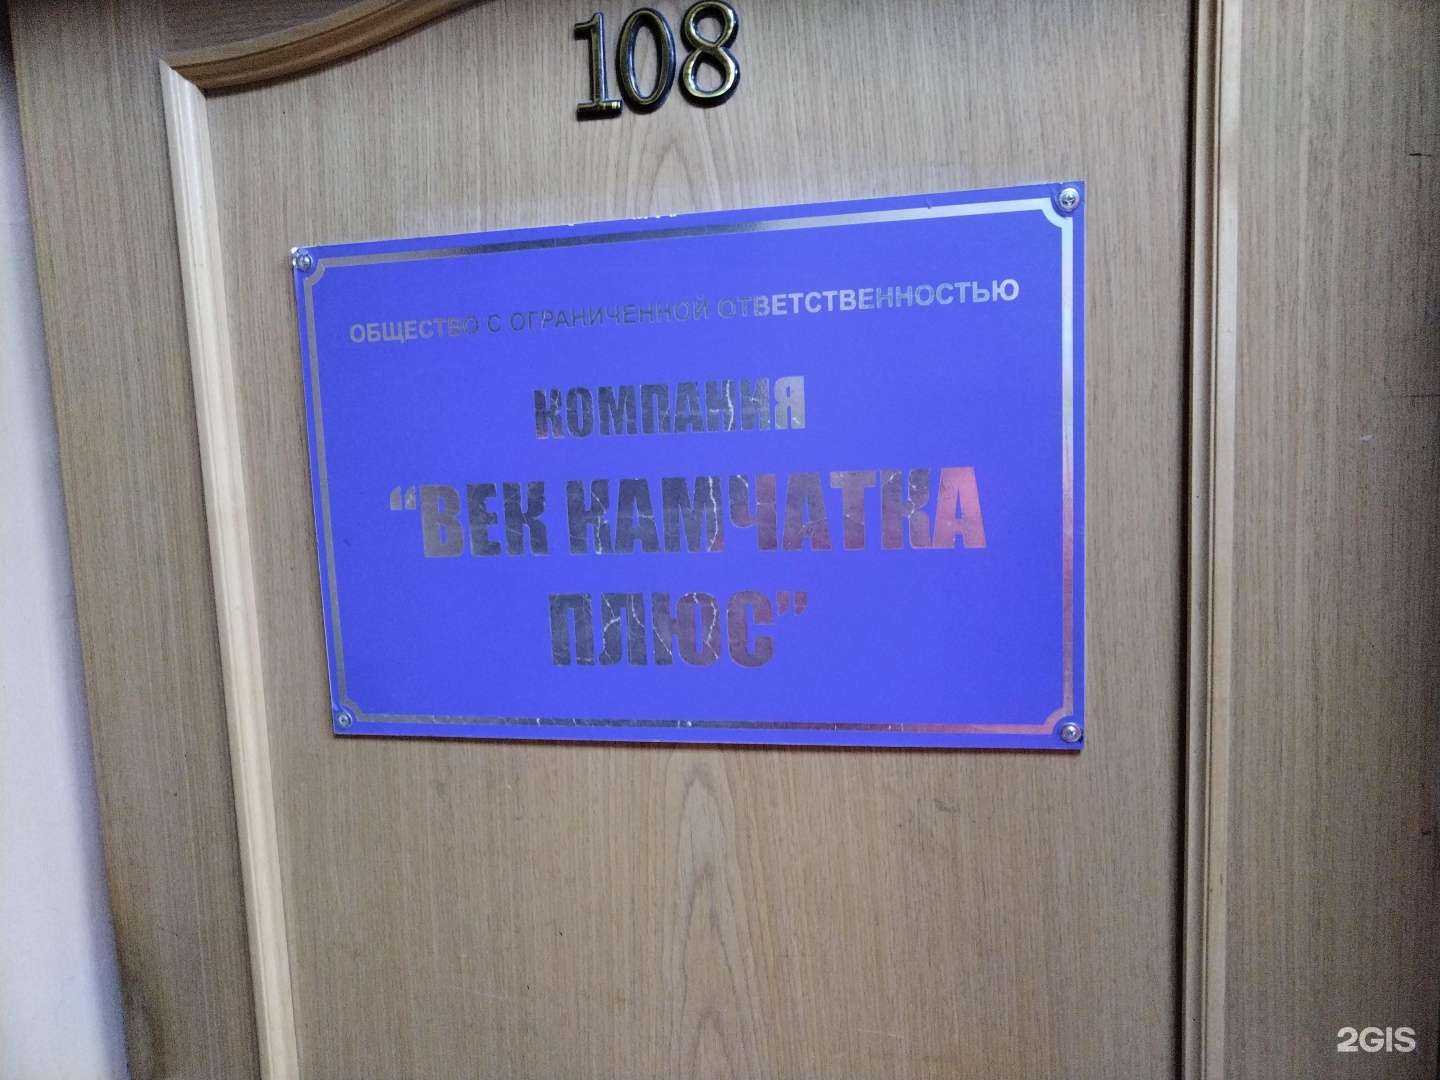 108
ОБЩЕСТВО С ОГРАНИЧЕННОЙ ОТВЕТСТВЕННОСТЬЮ
КОМПАНИЯ
“ВЕК КАМЧАТКА
ПЛЮС”
2GIS